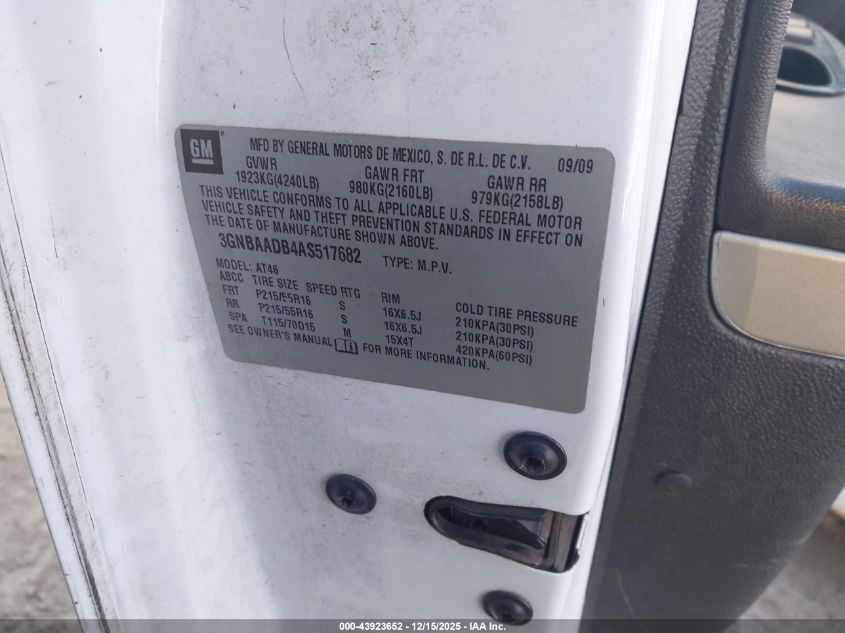 GM
MFD BY GENERAL MOTORS DE MEXICO, S. DE R.L. DE C.V. 09/09
GVWR GAWR FRT GAWR RR
1923KG(4240LB) 980KG(2160LB) 979KG(2158LB)
THIS VEHICLE CONFORMS TO ALL APPLICABLE U.S. FEDERAL MOTOR
VEHICLE SAFETY AND THEFT PREVENTION STANDARDS IN EFFECT ON
THE DATE OF MANUFACTURE SHOWN ABOVE.
3GNBAADB4AS517682 TYPE: M.P.V.
MODEL: AT46
ABCC TIRE SIZE SPEED RTG RIM COLD TIRE PRESSURE
FRT P215/55R16 S 16X6.5J 210KPA(30PSI)
RR P215/55R16 S 16X6.5J 210KPA(30PSI)
SPA T115/70D15 M 15X4T 420KPA(60PSI)
SEE OWNER'S MANUAL FOR MORE INFORMATION.
000-43923652 - 12/15/2025 - IAA Inc.